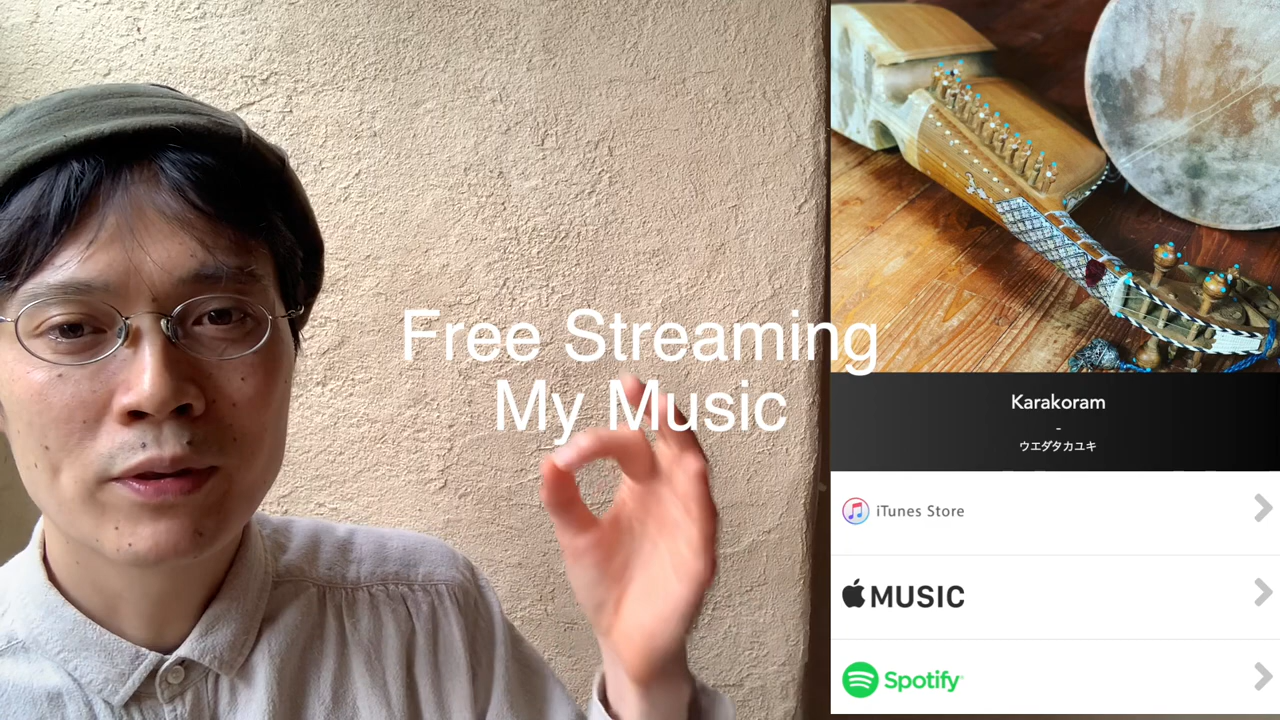 Free Streaming
My Music
Karakoram
-
ウエダタカユキ
iTunes Store
MUSIC
Spotify